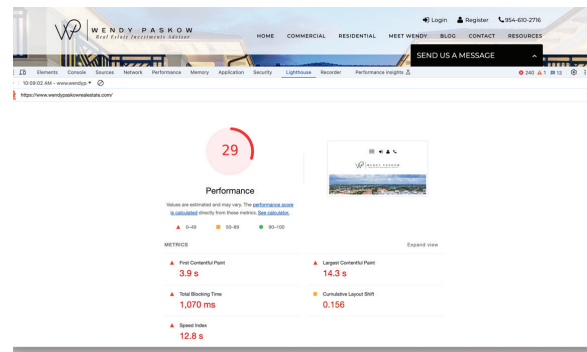 Login Register 954-610-2716
WENDY PASKOW
Real Estate Investments Advisor
HOME COMMERCIAL RESIDENTIAL MEET WENDY BLOG CONTACT RESOURCES
SEND US A MESSAGE
Elements Console Sources Network Performance Memory Application Security Lighthouse Recorder Performance insights 240 1 13
10:09:02 AM - www.wendyp
https://www.wendypaskowrealestate.com/
29
WENDY PASKOW
Performance
Values are estimated and may vary. The performance score
is calculated directly from these metrics. See calculator.
0-49 50-89 90-100
METRICS Expand view
First Contentful Paint Largest Contentful Paint
3.9 s 14.3 s
Total Blocking Time Cumulative Layout Shift
1,070 ms 0.156
Speed Index
12.8 s